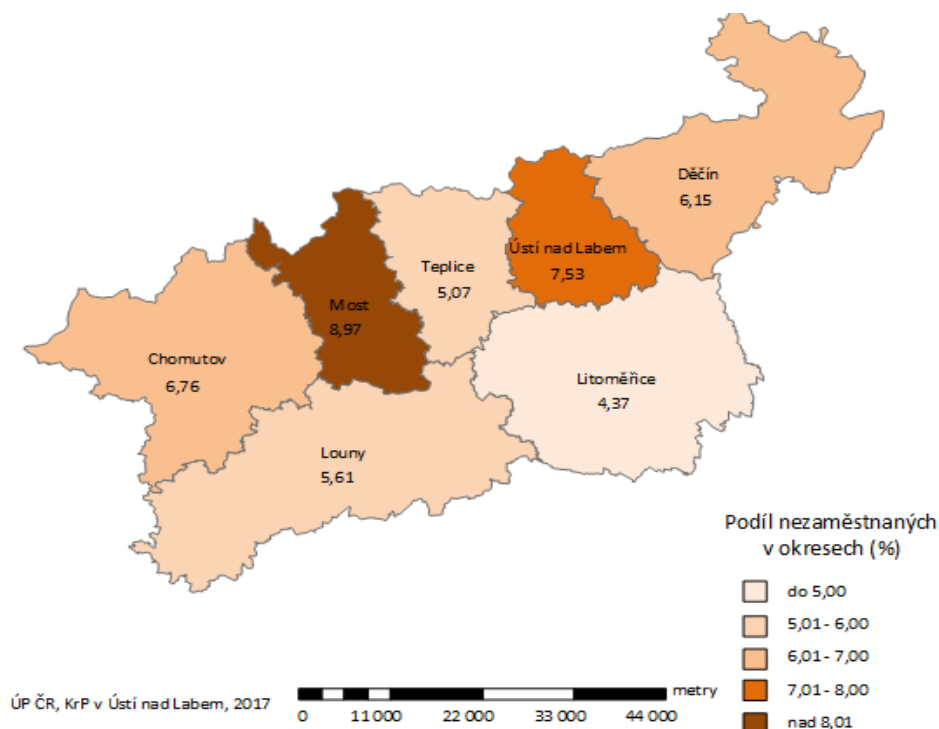 Děčín
6,15
Ústí nad Labem
7,53
Teplice
5,07
Most
8,97
Chomutov
6,76
Litoměřice
4,37
Louny
5,61
Podíl nezaměstnaných
v okresech (%)
do 5,00
5,01 - 6,00
6,01 - 7,00
7,01 - 8,00
nad 8,01
ÚP ČR, KrP v Ústí nad Labem, 2017
metry
0 11 000 22 000 33 000 44 000